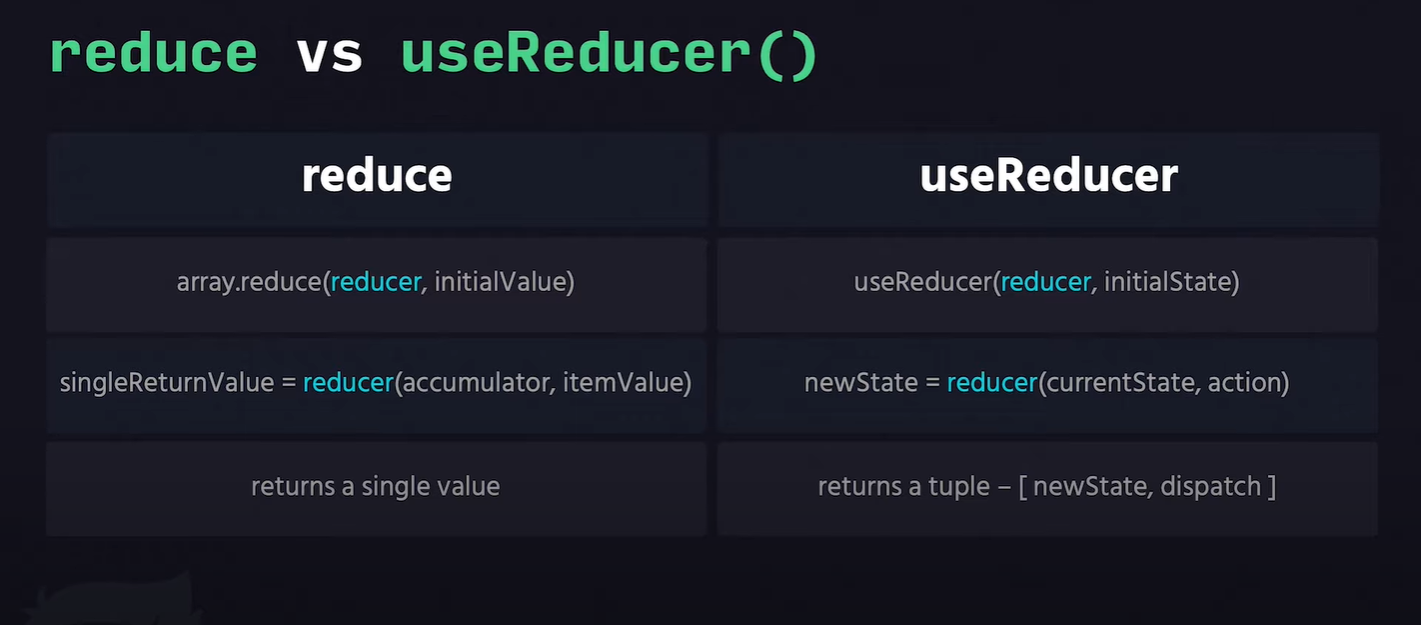 reduce vs useReducer()
reduce
useReducer
array.reduce(reducer, initialValue)
useReducer(reducer, initialState)
singleReturnValue = reducer(accumulator, itemValue)
newState = reducer(currentState, action)
returns a single value
returns a tuple – [ newState, dispatch ]